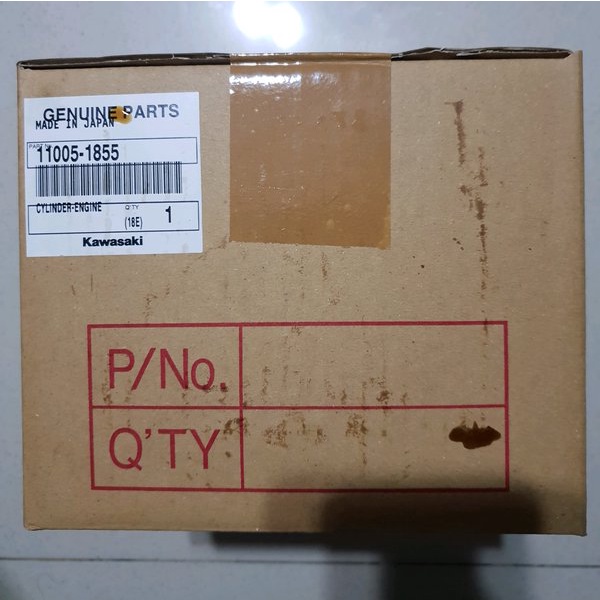 GENUINE PARTS
MADE IN JAPAN
11005-1855
CYLINDER-ENGINE Q'TY
(18E) 1
Kawasaki
P/No.
Q'TY